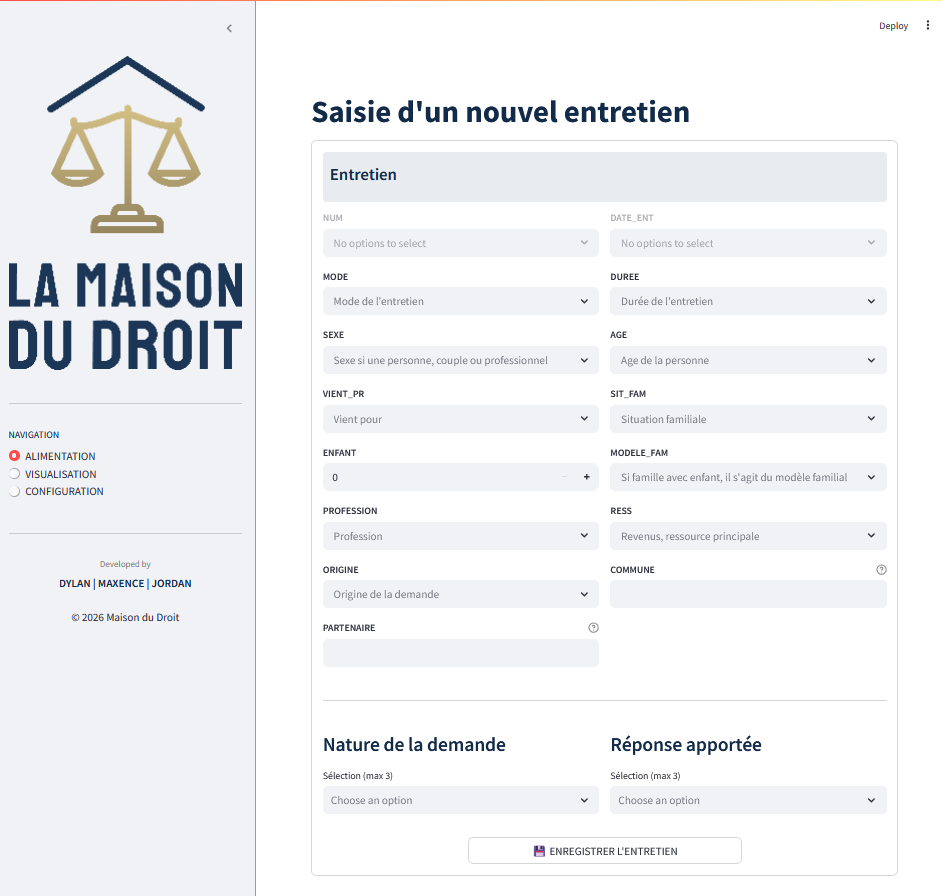 Deploy
LA MAISON
DU DROIT
NAVIGATION
ALIMENTATION
VISUALISATION
CONFIGURATION
Developed by
DYLAN | MAXENCE | JORDAN
© 2026 Maison du Droit
Saisie d'un nouvel entretien
Entretien
NUM
No options to select
DATE_ENT
No options to select
MODE
Mode de l'entretien
DUREE
Durée de l'entretien
SEXE
Sexe si une personne, couple ou professionnel
AGE
Age de la personne
VIENT_PR
Vient pour
SIT_FAM
Situation familiale
ENFANT
0
MODELE_FAM
Si famille avec enfant, il s'agit du modèle familial
PROFESSION
Profession
RESS
Revenus, ressource principale
ORIGINE
Origine de la demande
COMMUNE
PARTENAIRE
Nature de la demande
Sélection (max 3)
Choose an option
Réponse apportée
Sélection (max 3)
Choose an option
ENREGISTRER L'ENTRETIEN